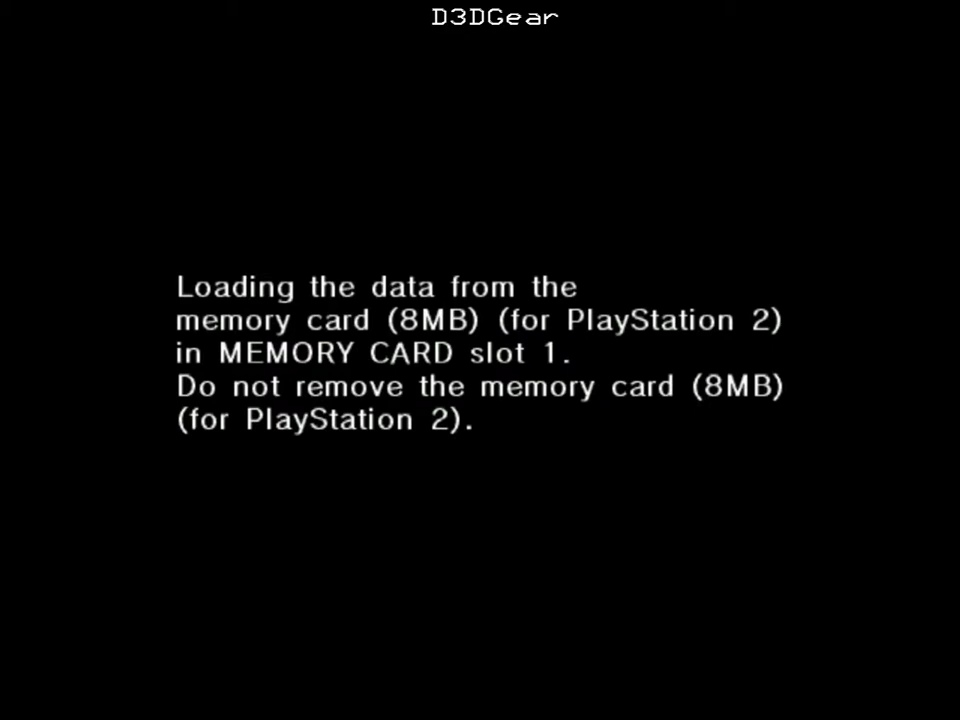 D3DGear
Loading the data from the
memory card (8MB) (for PlayStation 2)
in MEMORY CARD slot 1.
Do not remove the memory card (8MB)
(for PlayStation 2).